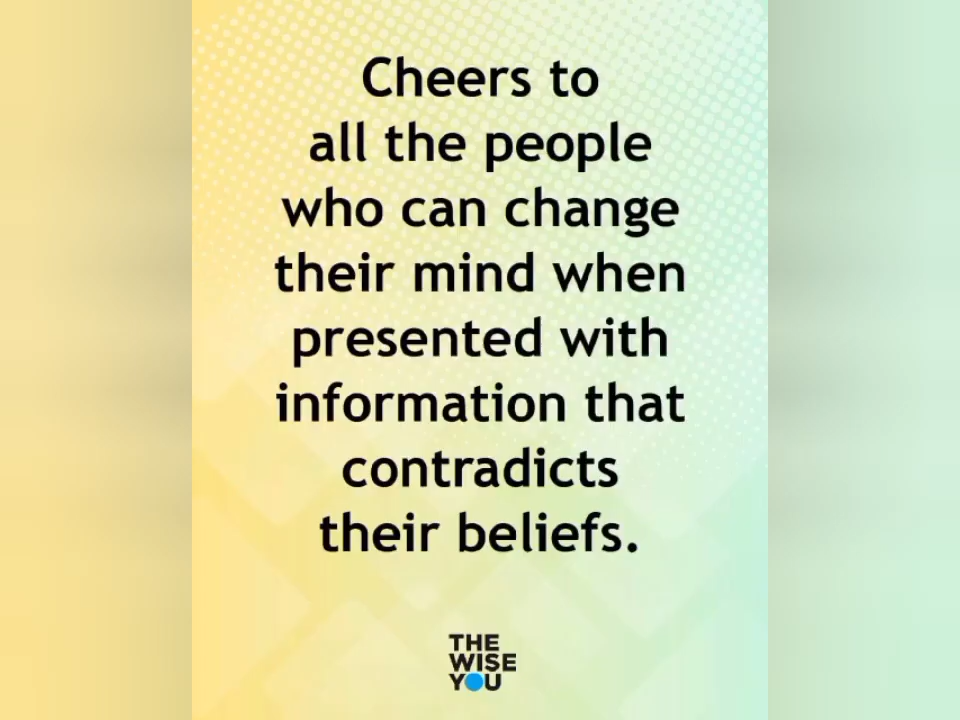 Cheers to
all the people
who can change
their mind when
presented with
information that
contradicts
their beliefs.
THE
WISE
YOU